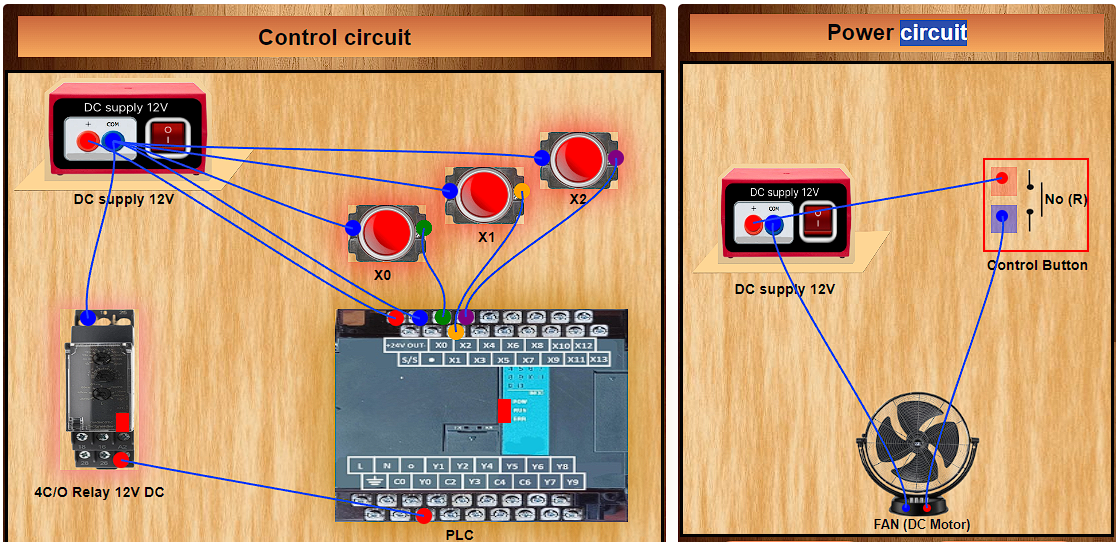 Control circuit
DC supply 12V
+ COM
O
I
DC supply 12V
X2
X1
X0
+24V OUT- X0 X2 X4 X6 X8 X10 X12
S/S • X1 X3 X5 X7 X9 X11 X13
POW
RUN
ERR
L N o Y1 Y2 Y4 Y5 Y6 Y8
C0 Y0 C2 Y3 C4 C6 Y7 Y9
4C/O Relay 12V DC
PLC
Power circuit
DC supply 12V
+ COM
O
I
DC supply 12V
No (R)
Control Button
FAN (DC Motor)